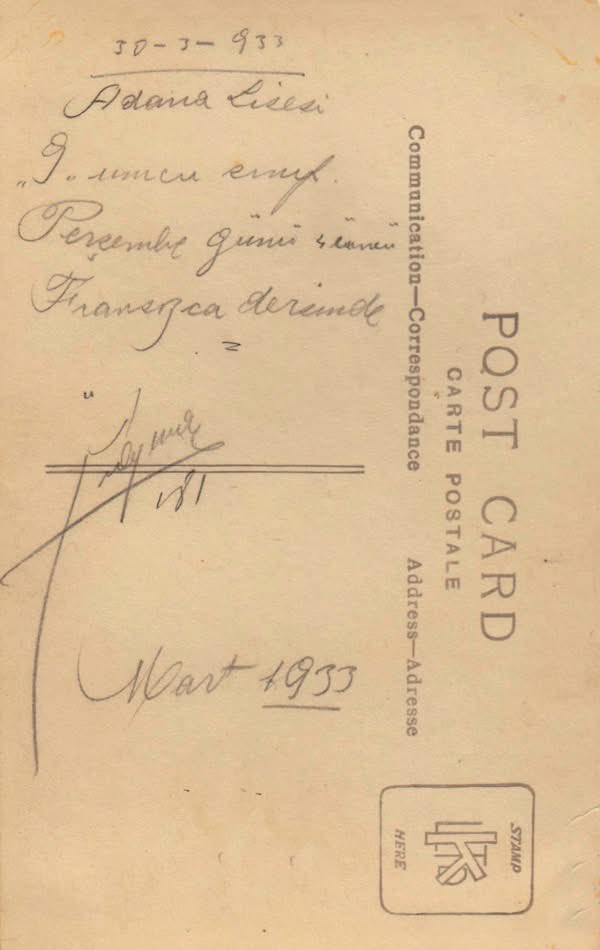 30-3-933
Adana Lisesi
"9" uncu sınıf.
Perşembe günü
Fransızca dersinde
181
Mart 1933
POST CARD
CARTE POSTALE
Communication—Correspondance
Address—Adresse
STAMP
HERE